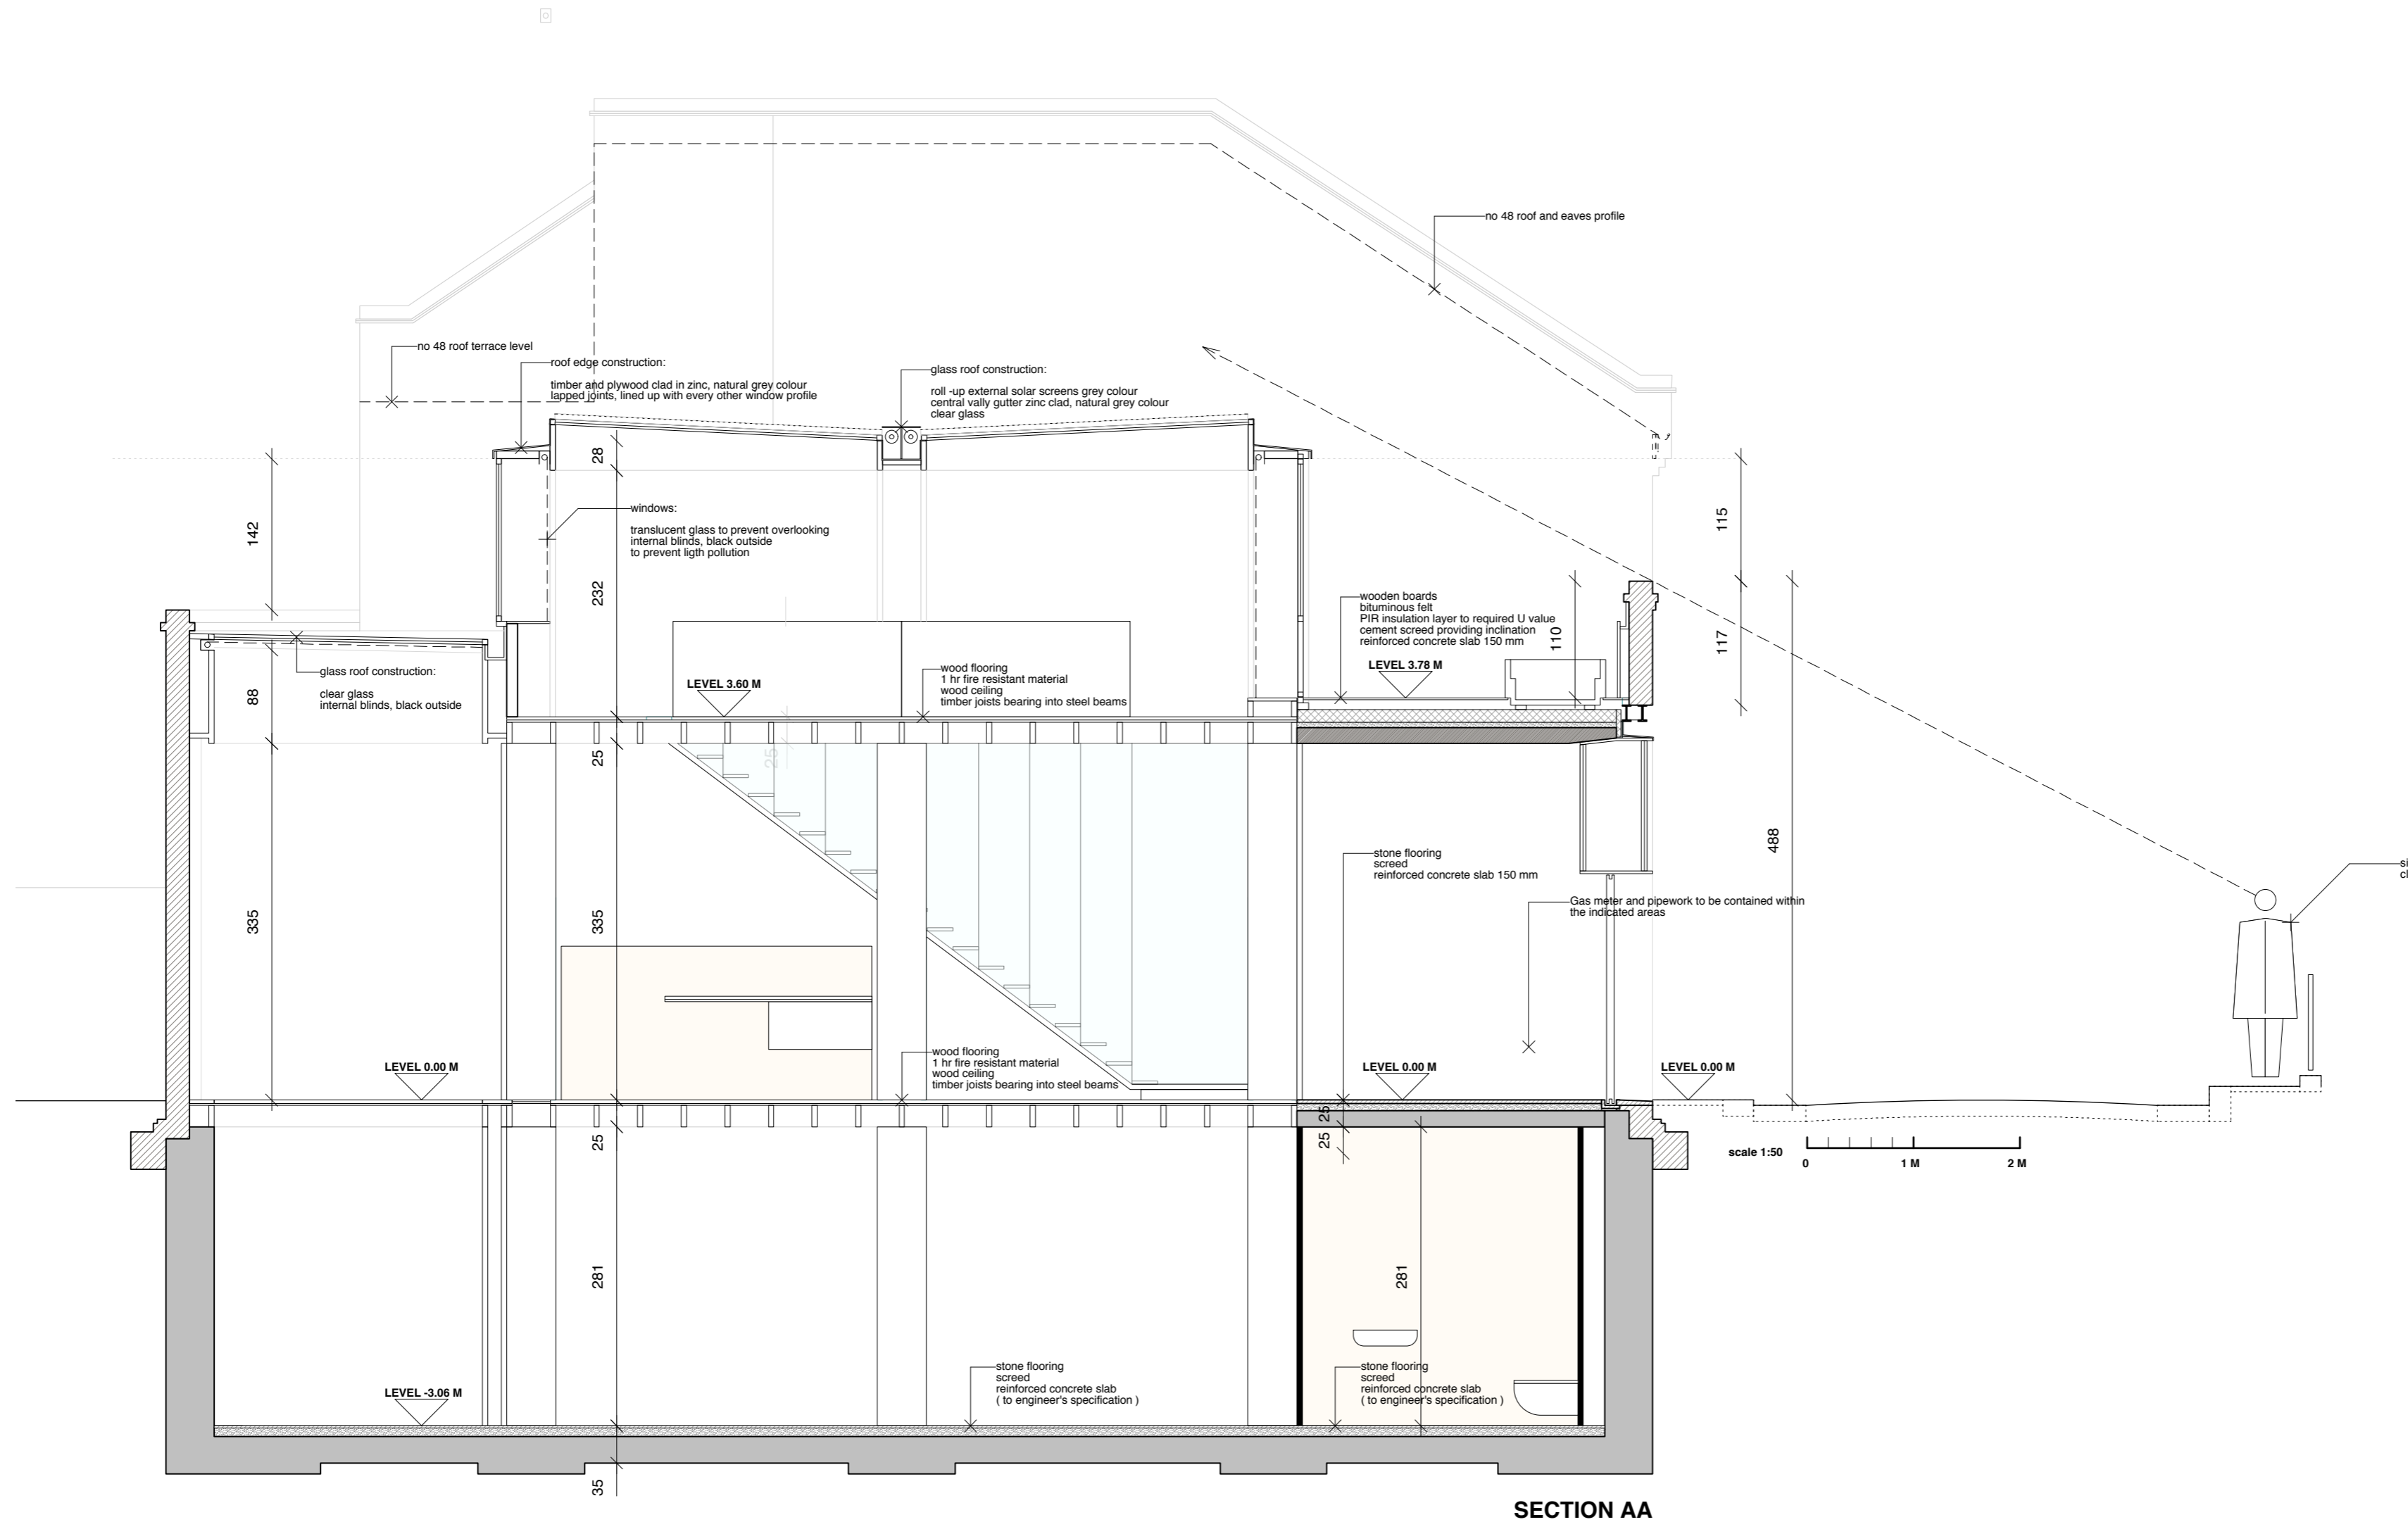 no 48 roof and eaves profile
no 48 roof terrace level
roof edge construction:
timber and plywood clad in zinc, natural grey colour
lapped joints, lined up with every other window profile
glass roof construction:
roll -up external solar screens grey colour
central vally gutter zinc clad, natural grey colour
clear glass
28
142
115
windows:
translucent glass to prevent overlooking
internal blinds, black outside
to prevent ligth pollution
232
wooden boards
bituminous felt
PIR insulation layer to required U value
cement screed providing inclination
reinforced concrete slab 150 mm
110
117
LEVEL 3.78 M
glass roof construction:
clear glass
internal blinds, black outside
88
LEVEL 3.60 M
wood flooring
1 hr fire resistant material
wood ceiling
timber joists bearing into steel beams
25
25
488
stone flooring
screed
reinforced concrete slab 150 mm
si
cl
Gas meter and pipework to be contained within
the indicated areas
335
335
wood flooring
1 hr fire resistant material
wood ceiling
timber joists bearing into steel beams
LEVEL 0.00 M
LEVEL 0.00 M
LEVEL 0.00 M
25
25
25
scale 1:50
0
1 M
2 M
281
281
stone flooring
screed
reinforced concrete slab
( to engineer's specification )
stone flooring
screed
reinforced concrete slab
( to engineer's specification )
LEVEL -3.06 M
35
SECTION AA